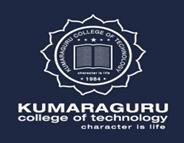 KUMARAGURU COLLEGE OF TECHNOLOGY
character is life
1984
KUMARAGURU
college of technology
character is life